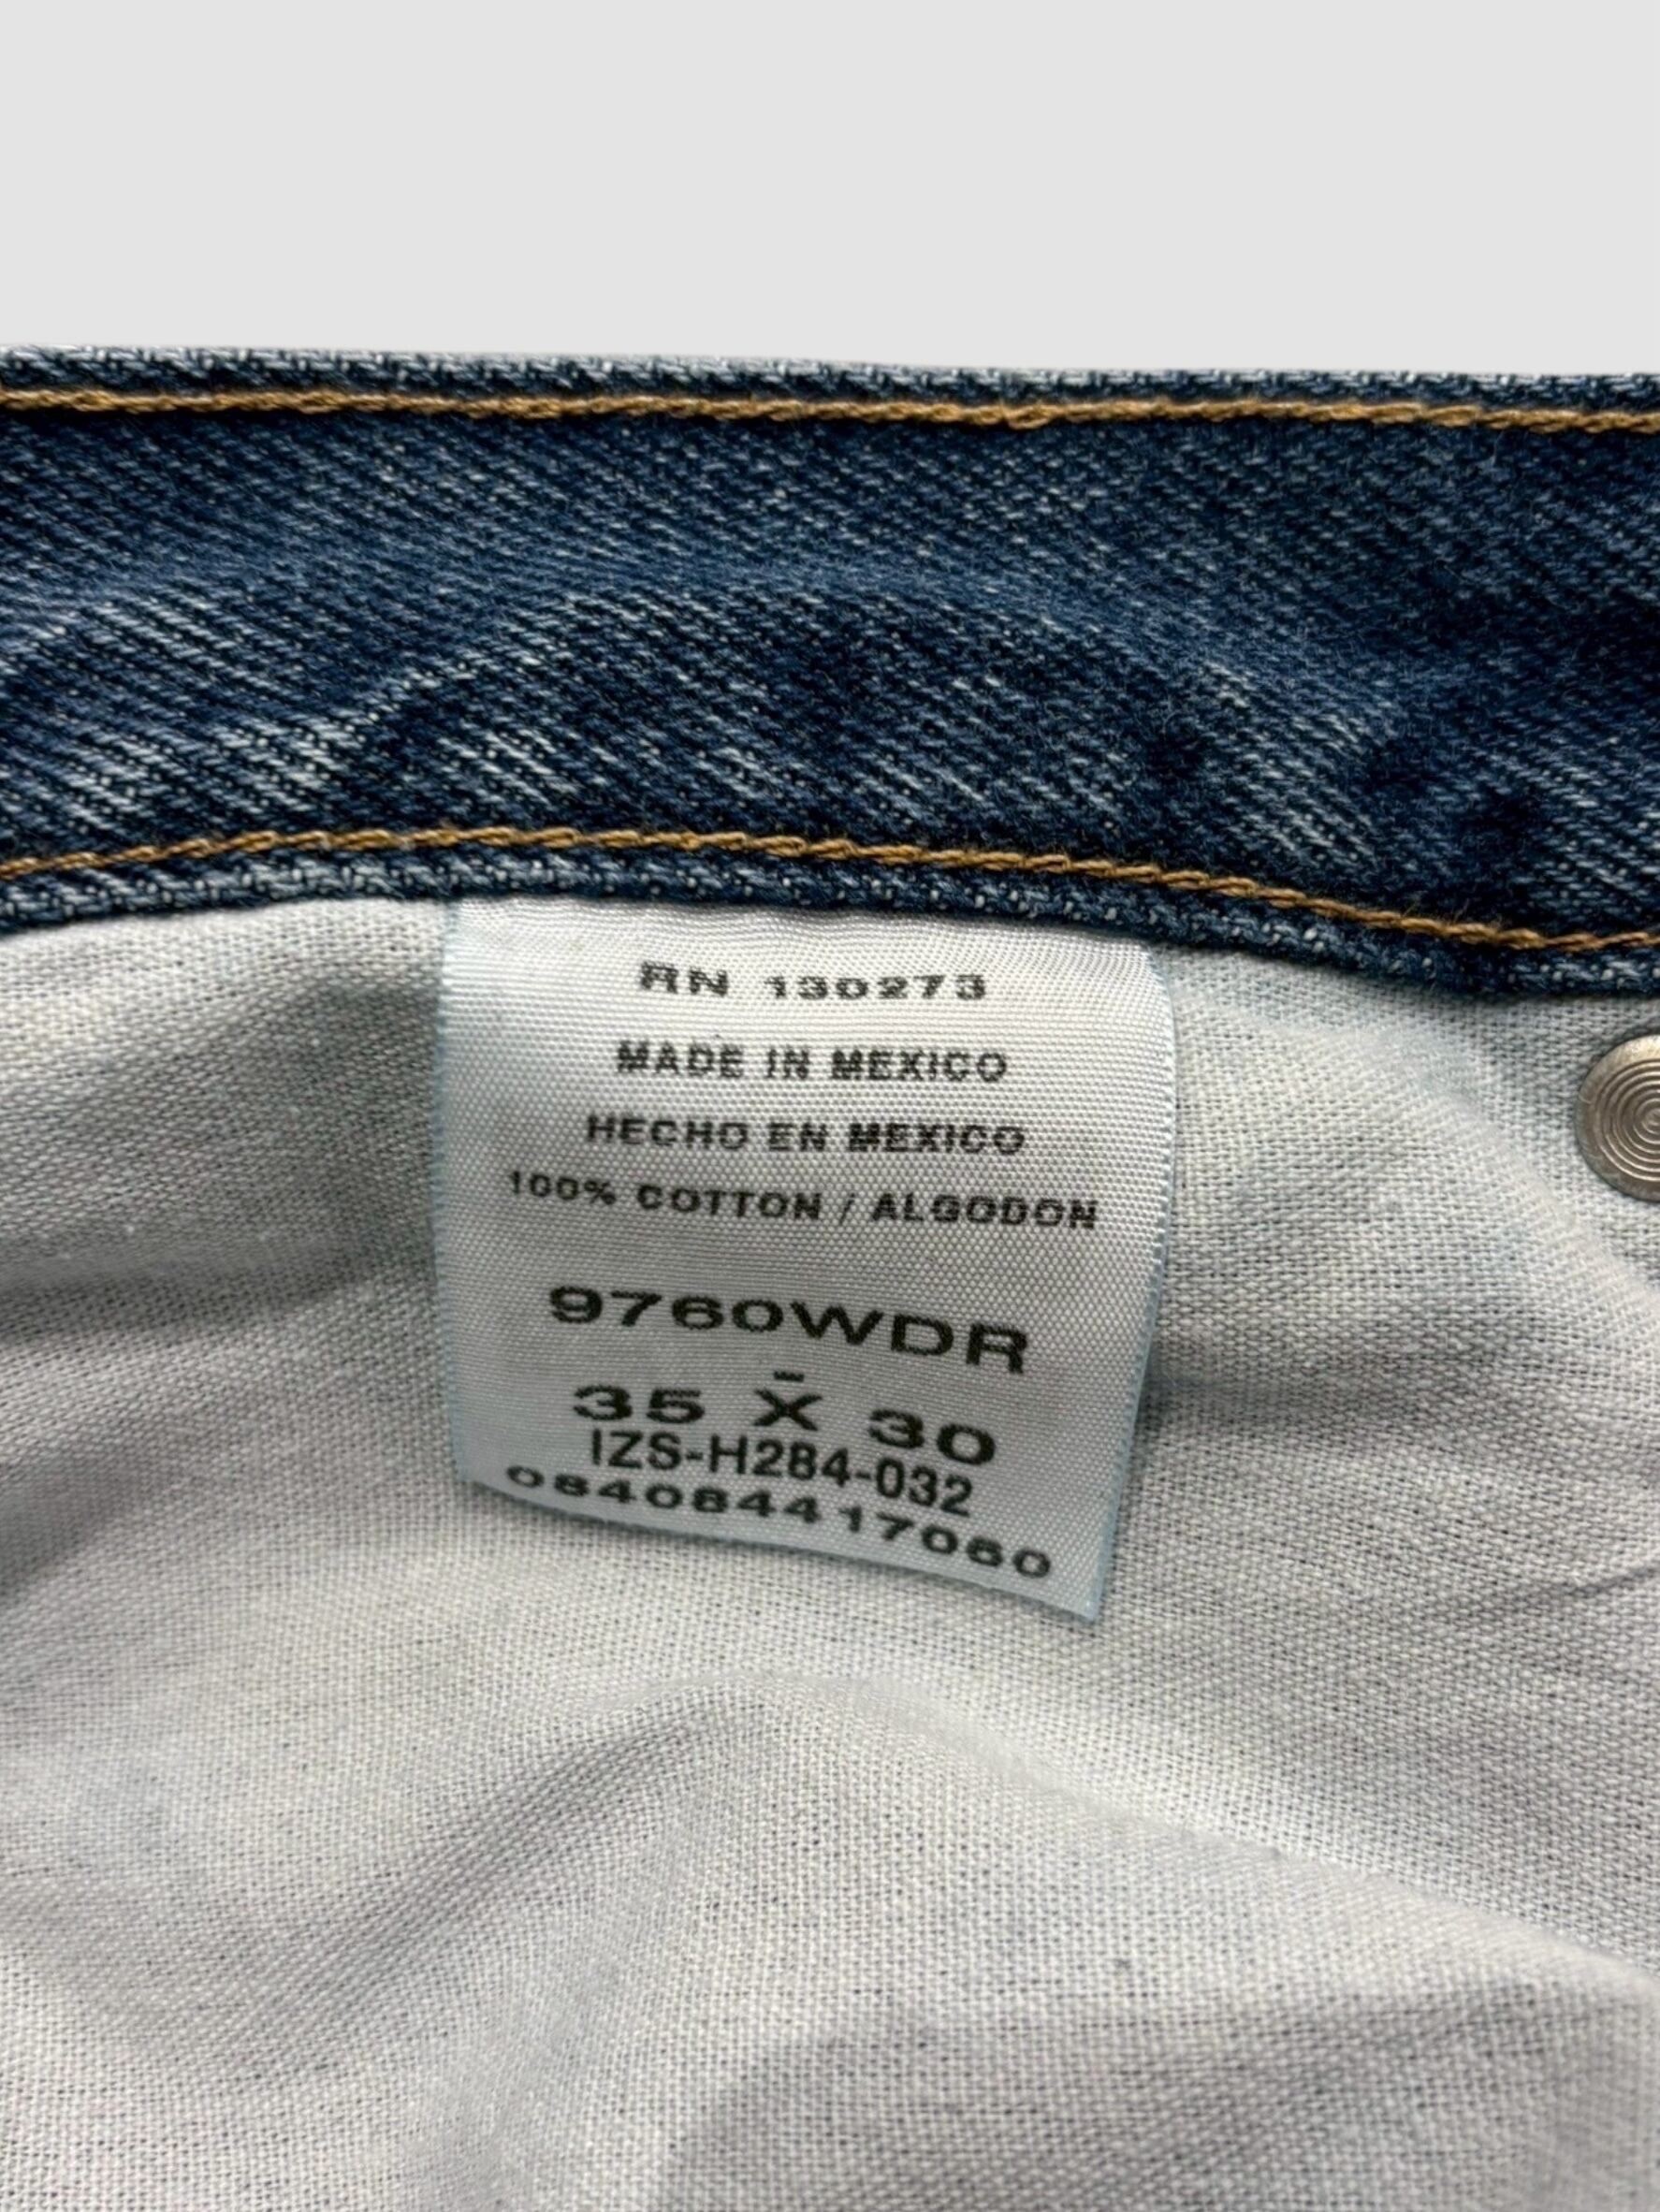 RN 130273
MADE IN MEXICO
HECHO EN MEXICO
100% COTTON / ALGODON
9760WDR
35 X 30
IZS-H284-032
084084417060